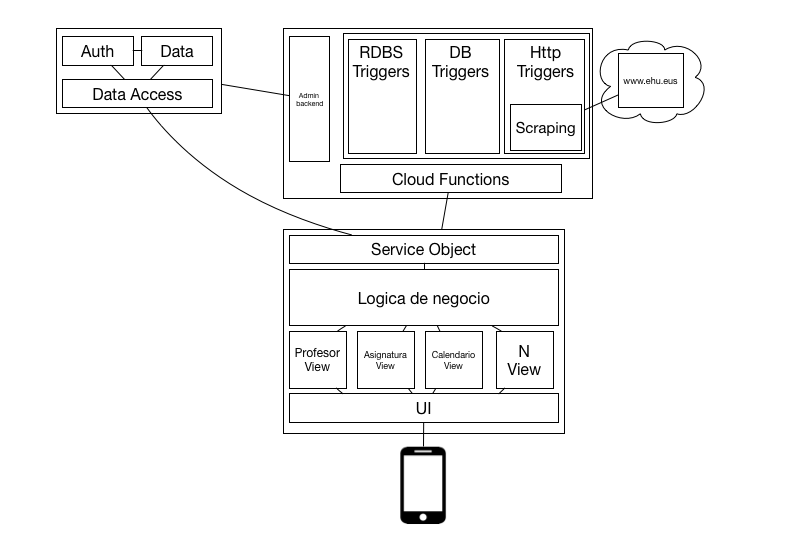 Auth
Data
Data Access
Admin
backend
RDBS
Triggers
DB
Triggers
Http
Triggers
Scraping
www.ehu.eus
Cloud Functions
Service Object
Logica de negocio
Profesor
View
Asignatura
View
Calendario
View
N
View
UI